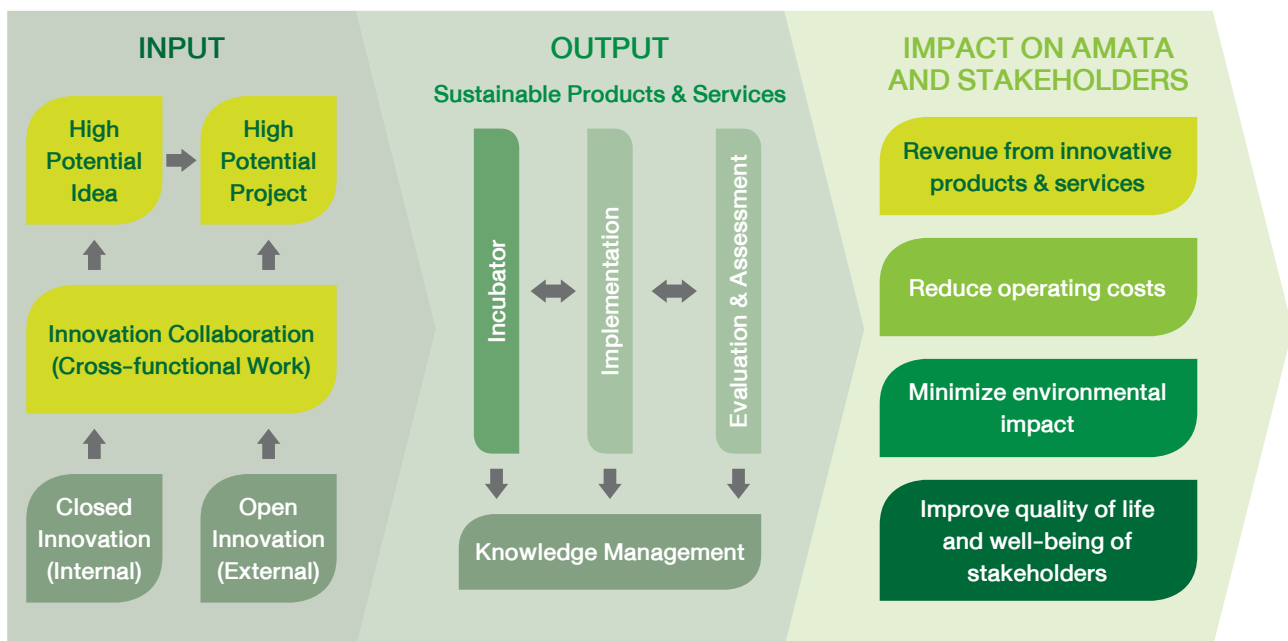 INPUT
High
Potential
Idea
High
Potential
Project
Innovation Collaboration
(Cross-functional Work)
Closed
Innovation
(Internal)
Open
Innovation
(External)
OUTPUT
Sustainable Products & Services
Incubator
Implementation
Evaluation & Assessment
Knowledge Management
IMPACT ON AMATA
AND STAKEHOLDERS
Revenue from innovative
products & services
Reduce operating costs
Minimize environmental
impact
Improve quality of life
and well-being of
stakeholders